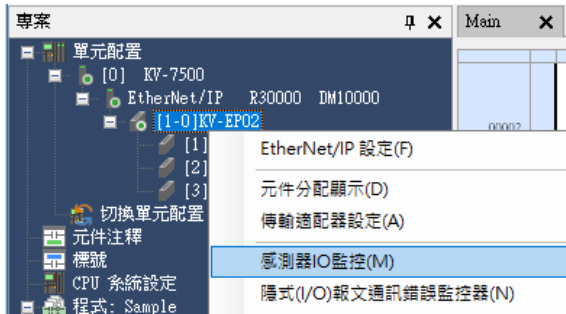 專案
Main
單元配置
[0] KV-7500
EtherNet/IP R30000 DM10000
[1-0]KV-EP02
00002
[1]
EtherNet/IP 設定(F)
[2]
元件分配顯示(D)
[3]
傳輸適配器設定(A)
切換單元配置
元件注釋
標號
感測器IO監控(M)
CPU 系統設定
隱式(I/O)報文通訊錯誤監控器(N)
程式: Sample